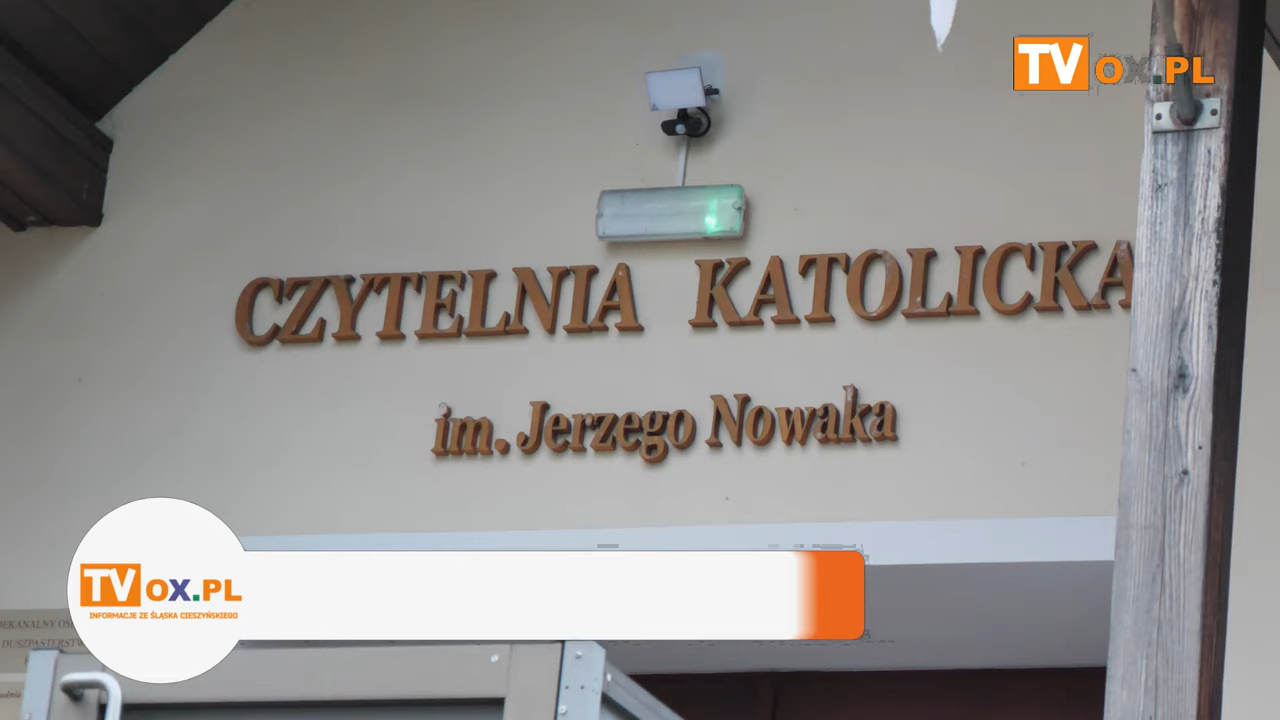 TVOX.PL
CZYTELNIA KATOLICKA
im. Jerzego Nowaka
TVOX.PL
INFORMACJE ZE ŚLĄSKA CIESZYŃSKIEGO